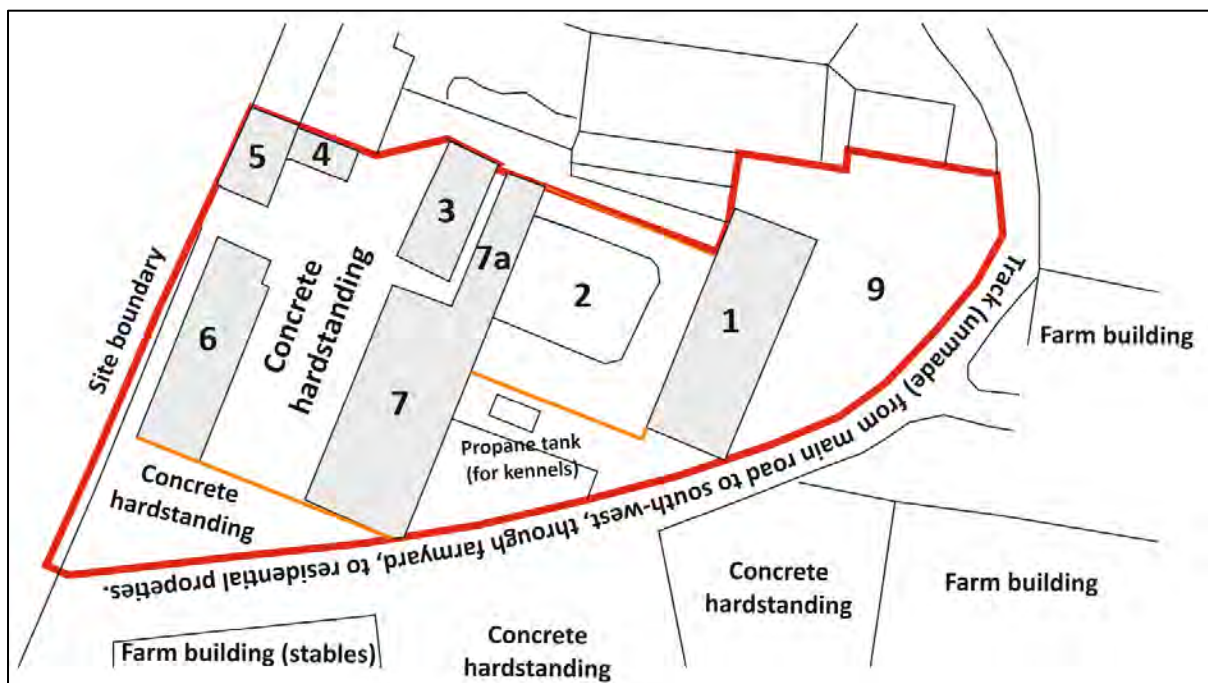 5
4
3
7a
2
9
1
6
7
Site boundary
Concrete
hardstanding
Track (unmade) from main road to south-west, through farmyard, to residential propeties.
Farm building
Propane tank
(for kennels)
Concrete
hardstanding
Concrete
hardstanding
Farm building
Farm building (stables)
Concrete
hardstanding